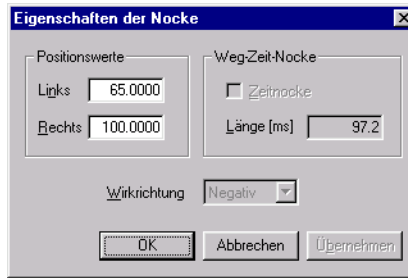 Eigenschaften der Nocke
Positionswerte
Links 65.0000
Rechts 100.0000
Weg-Zeit-Nocke
Zeitnocke
Länge [ms] 97.2
Wirkrichtung Negativ
OK Abbrechen Übernehmen